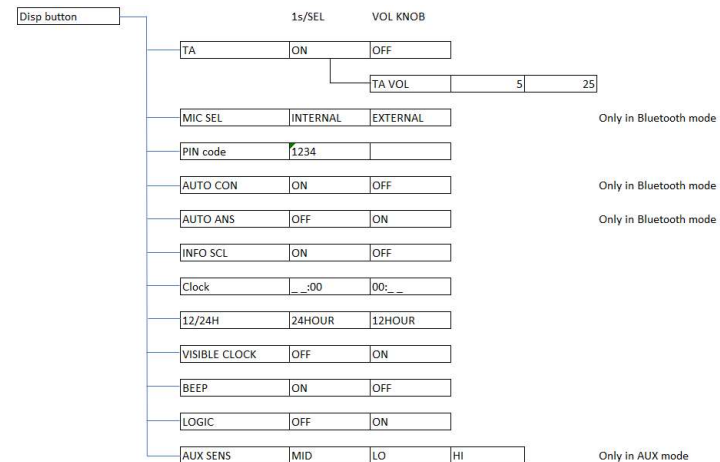 Disp button 1s/SEL VOL KNOB
TA ON OFF
TA VOL 5 25
MIC SEL INTERNAL EXTERNAL Only in Bluetooth mode
PIN code 1234
AUTO CON ON OFF Only in Bluetooth mode
AUTO ANS OFF ON Only in Bluetooth mode
INFO SCL ON OFF
Clock _ _:00 00:_ _
12/24H 24HOUR 12HOUR
VISIBLE CLOCK OFF ON
BEEP ON OFF
LOGIC OFF ON
AUX SENS MID LO HI Only in AUX mode